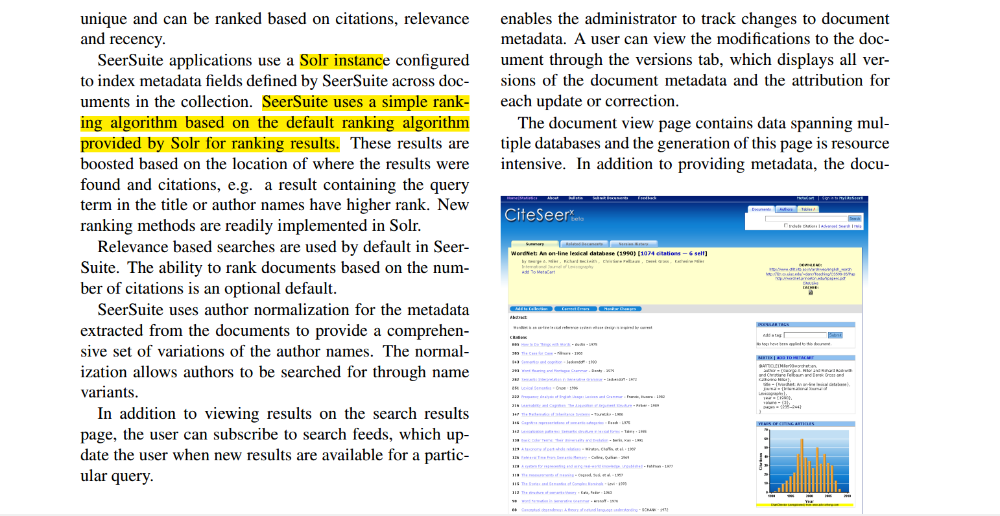 unique and can be ranked based on citations, relevance
and recency.
SeerSuite applications use a Solr instance configured
to index metadata fields defined by SeerSuite across doc-
uments in the collection. SeerSuite uses a simple rank-
ing algorithm based on the default ranking algorithm
provided by Solr for ranking results. These results are
boosted based on the location of where the results were
found and citations, e.g. a result containing the query
term in the title or author names have higher rank. New
ranking methods are readily implemented in Solr.
Relevance based searches are used by default in Seer-
Suite. The ability to rank documents based on the num-
ber of citations is an optional default.
SeerSuite uses author normalization for the metadata
extracted from the documents to provide a comprehen-
sive set of variations of the author names. The normal-
ization allows authors to be searched for through name
variants.
In addition to viewing results on the search results
page, the user can subscribe to search feeds, which up-
date the user when new results are available for a partic-
ular query.
enables the administrator to track changes to document
metadata. A user can view the modifications to the doc-
ument through the versions tab, which displays all ver-
sions of the document metadata and the attribution for
each update or correction.
The document view page contains data spanning mul-
tiple databases and the generation of this page is resource
intensive. In addition to providing metadata, the docu-
Home|Statistics About Bulletin Submit Documents Feedback MetaCart Sign in to MyCiteSeerX
CiteSeerx beta
Documents Authors Tables !
Search
Include Citations | Advanced Search | Help
Summary Related Documents Version History
WordNet: An on-line lexical database (1990) [1074 citations — 6 self]
by George A. Miller , Richard Beckwith , Christiane Fellbaum , Derek Gross , Katherine Miller
International Journal of Lexicography
Add To MetaCart
DOWNLOAD:
http://www.cfilt.iitb.ac.in/archives/english_wordn
http://l2r.cs.uiuc.edu/~danr/Teaching/CS598-05/Pap
http://wordnet.princeton.edu/5papers.pdf
CiteULike
CACHED:
Add to Collection Correct Errors Monitor Changes
Abstract:
WordNet is an on-line lexical reference system whose design is inspired by current
Citations
805 How to Do Things with Words – Austin - 1975
385 The Case for Case – Fillmore - 1968
343 Semantics and cognition – Jackendoff - 1983
293 Word Meaning and Montague Grammar – Dowty - 1979
282 Semantic Interpretation in Generative Grammar – Jackendoff - 1972
251 Lexical Semantics – Cruse - 1986
222 Frequency Analysis of English Usage: Lexicon and Grammar – Francis, Kucera - 1982
216 Learnability and Cognition: The Acquisition of Argument Structure – Pinker - 1989
147 The Mathematics of Inheritance Systems – Touretzky - 1986
146 Cognitive representations of semantic categories – Rosch - 1975
142 Lexicalization patterns: Semantic structure in lexical forms – Talmy - 1985
130 Basic Color Terms: Their Universality and Evolution – Berlin, Kay - 1991
129 A taxonomy of part-whole relations – Winston, Chaffin, et al. - 1987
126 Retrieval Time From Semantic Memory – Collins, Quillian - 1969
120 A system for representing and using real-world knowledge. Unpublished – Fahlman - 1977
118 The measurements of meaning – Osgood, Suci, et al. - 1957
115 The Syntax and Semantics of Complex Nominals – Levi - 1978
112 The structure of semantic theory – Katz, Fodor - 1963
90 Word Formation in Generative Grammar – Aronoff - 1976
88 Conceptual dependency: A theory of natural language understanding – SCHANK - 1972
POPULAR TAGS
Add a tag: Submit
No tags have been applied to this document.
BIBTEX | ADD TO METACART
@ARTICLE{Miller90wordnet:an,
author = {George A. Miller and Richard Beckwith
and Christiane Fellbaum and Derek Gross and
Katherine Miller},
title = {WordNet: An on-line lexical database},
journal = {International Journal of
Lexicography},
year = {1990},
volume = {3},
pages = {235--244}
}
YEARS OF CITING ARTICLES
Citations
70
60
50
40
30
20
10
0
1990 1995 2000 2005 2010
Year
ChartDirector (unregistered) from www.advsofteng.com